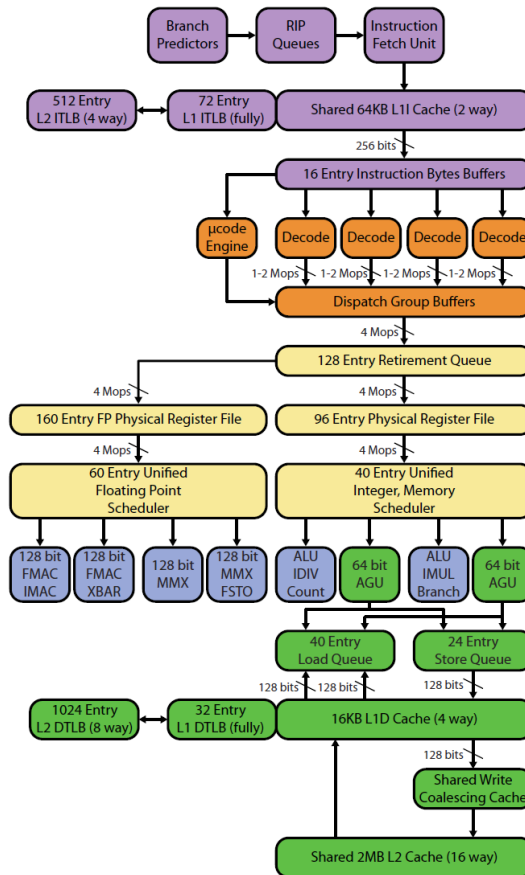 Branch
Predictors
RIP
Queues
Instruction
Fetch Unit
512 Entry
L2 ITLB (4 way)
72 Entry
L1 ITLB (fully)
Shared 64KB L1I Cache (2 way)
256 bits
16 Entry Instruction Bytes Buffers
µcode
Engine
Decode
Decode
Decode
Decode
1-2 Mops
1-2 Mops
1-2 Mops
1-2 Mops
Dispatch Group Buffers
4 Mops
128 Entry Retirement Queue
4 Mops
4 Mops
160 Entry FP Physical Register File
96 Entry Physical Register File
4 Mops
4 Mops
60 Entry Unified
Floating Point
Scheduler
40 Entry Unified
Integer, Memory
Scheduler
128 bit
FMAC
IMAC
128 bit
FMAC
XBAR
128 bit
MMX
128 bit
MMX
FSTO
ALU
IDIV
Count
64 bit
AGU
ALU
IMUL
Branch
64 bit
AGU
40 Entry
Load Queue
24 Entry
Store Queue
128 bits
128 bits
128 bits
1024 Entry
L2 DTLB (8 way)
32 Entry
L1 DTLB (fully)
16KB L1D Cache (4 way)
128 bits
Shared Write
Coalescing Cache
Shared 2MB L2 Cache (16 way)